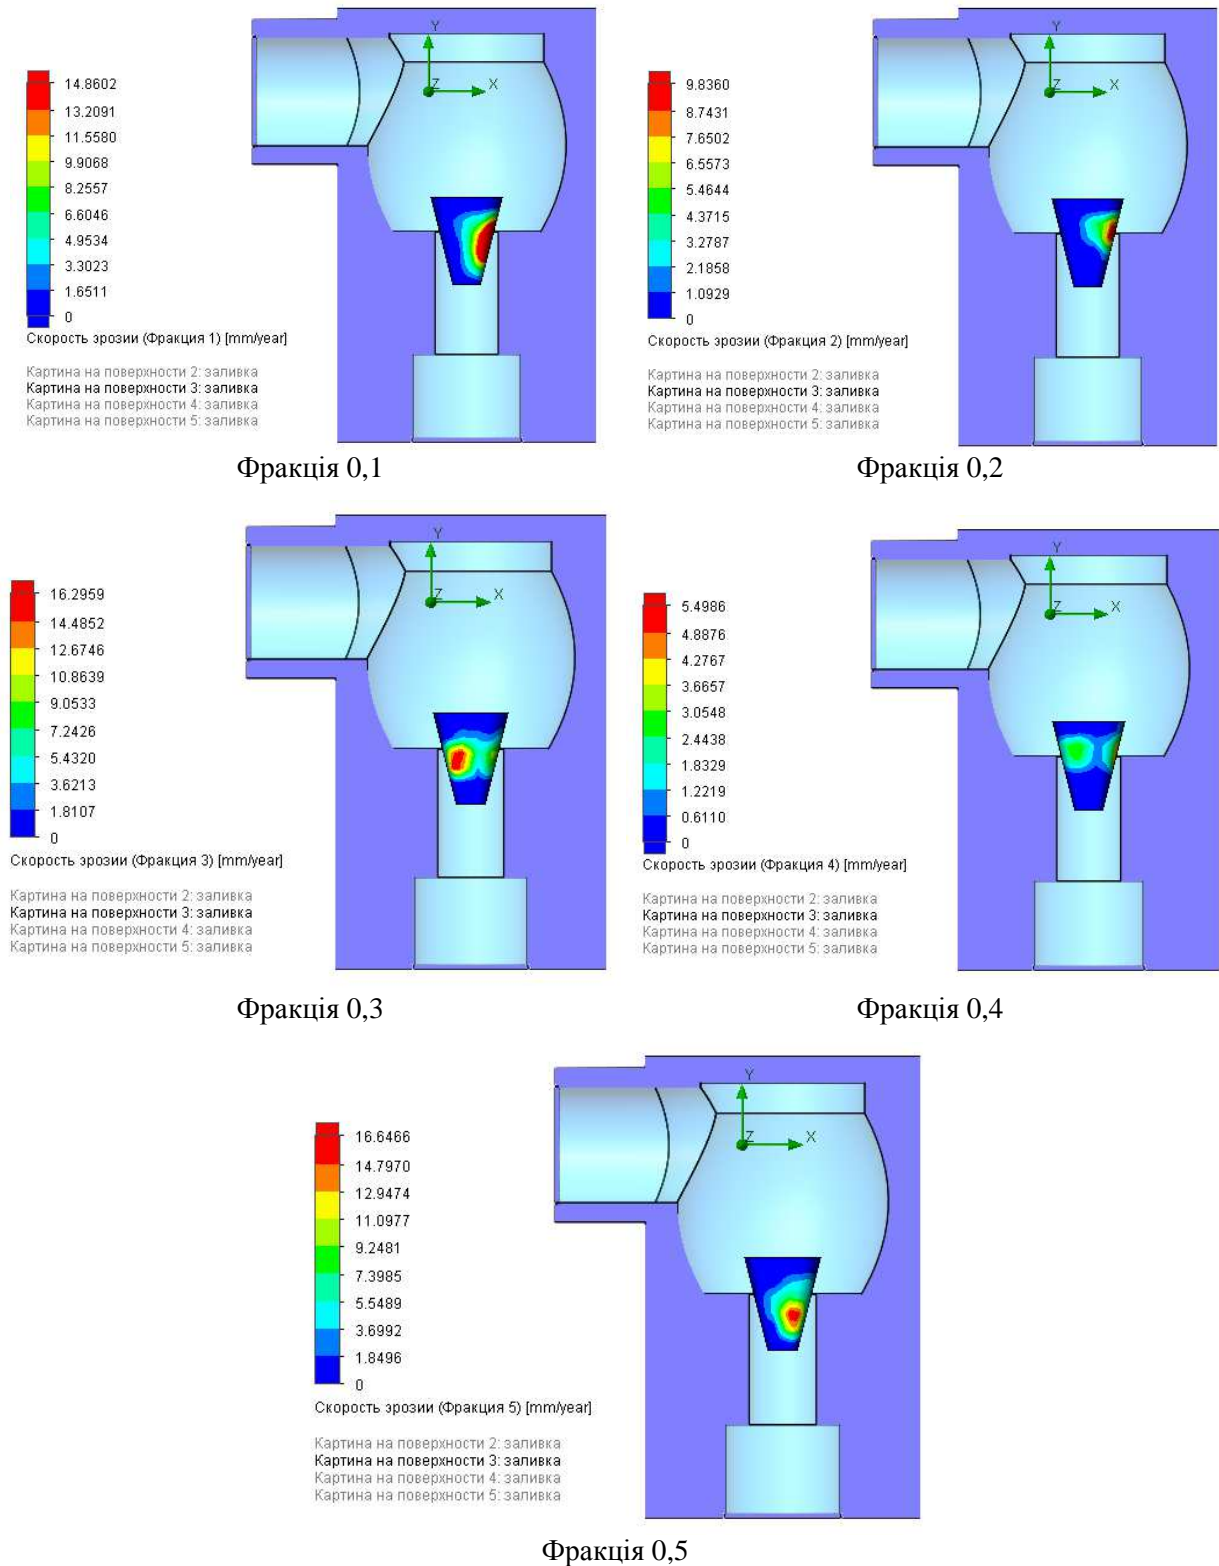 Y
X
Z
14.8602
13.2091
11.5580
9.9068
8.2557
6.6046
4.9534
3.3023
1.6511
0
Скорость эрозии (Фракция 1) [mm/year]
Картина на поверхности 2: заливка
Картина на поверхности 3: заливка
Картина на поверхности 4: заливка
Картина на поверхности 5: заливка
Фракція 0,1
Y
X
Z
9.8360
8.7431
7.6502
6.5573
5.4644
4.3715
3.2787
2.1858
1.0929
0
Скорость эрозии (Фракция 2) [mm/year]
Картина на поверхности 2: заливка
Картина на поверхности 3: заливка
Картина на поверхности 4: заливка
Картина на поверхности 5: заливка
Фракція 0,2
Y
X
Z
16.2959
14.4852
12.6746
10.8639
9.0533
7.2426
5.4320
3.6213
1.8107
0
Скорость эрозии (Фракция 3) [mm/year]
Картина на поверхности 2: заливка
Картина на поверхности 3: заливка
Картина на поверхности 4: заливка
Картина на поверхности 5: заливка
Фракція 0,3
Y
X
Z
5.4986
4.8876
4.2767
3.6657
3.0548
2.4438
1.8329
1.2219
0.6110
0
Скорость эрозии (Фракция 4) [mm/year]
Картина на поверхности 2: заливка
Картина на поверхности 3: заливка
Картина на поверхности 4: заливка
Картина на поверхности 5: заливка
Фракція 0,4
Y
X
Z
16.6466
14.7970
12.9474
11.0977
9.2481
7.3985
5.5489
3.6992
1.8496
0
Скорость эрозии (Фракция 5) [mm/year]
Картина на поверхности 2: заливка
Картина на поверхности 3: заливка
Картина на поверхности 4: заливка
Картина на поверхности 5: заливка
Фракція 0,5